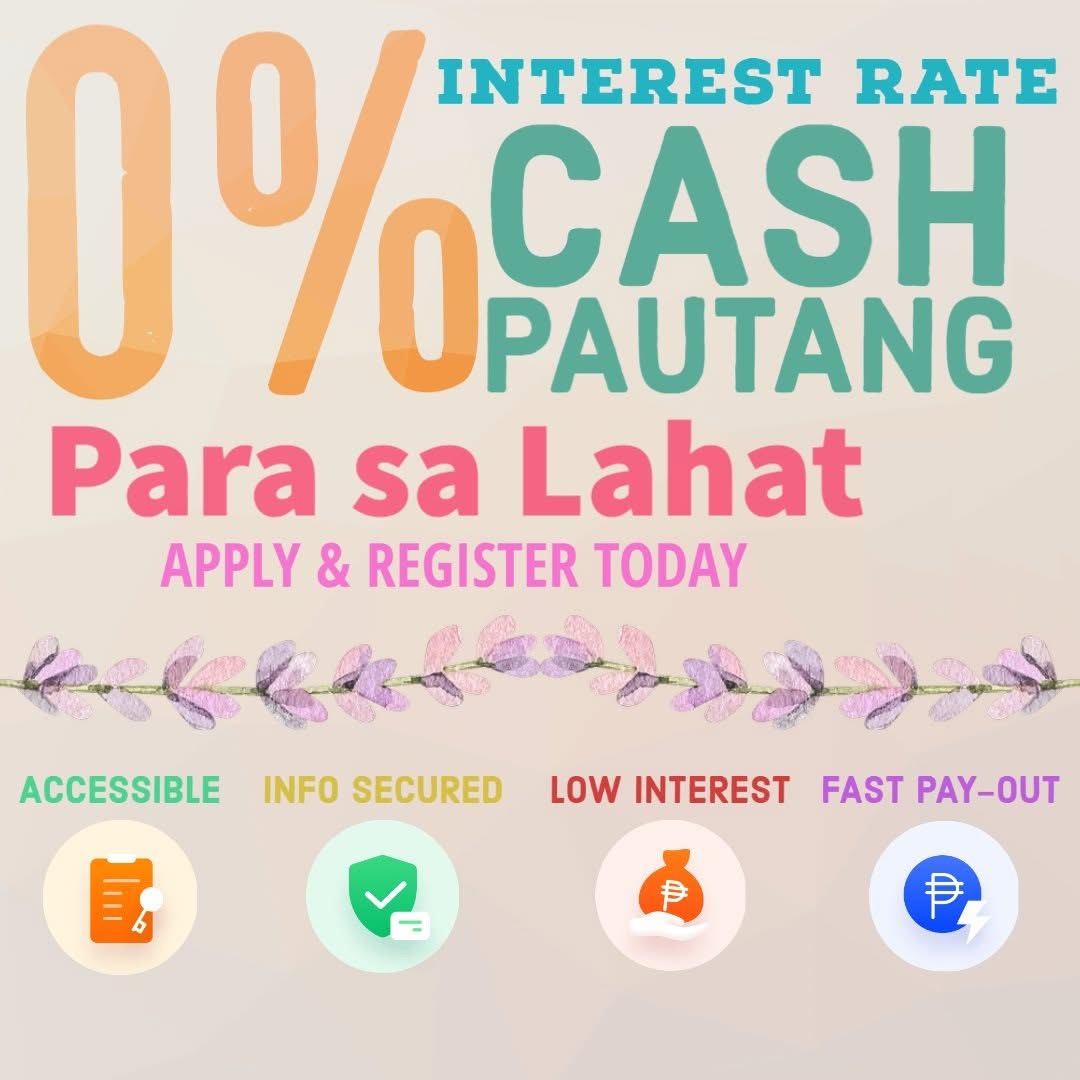 0% INTEREST RATE
CASH
PAUTANG
Para sa Lahat
APPLY & REGISTER TODAY
ACCESSIBLE INFO SECURED LOW INTEREST FAST PAY-OUT